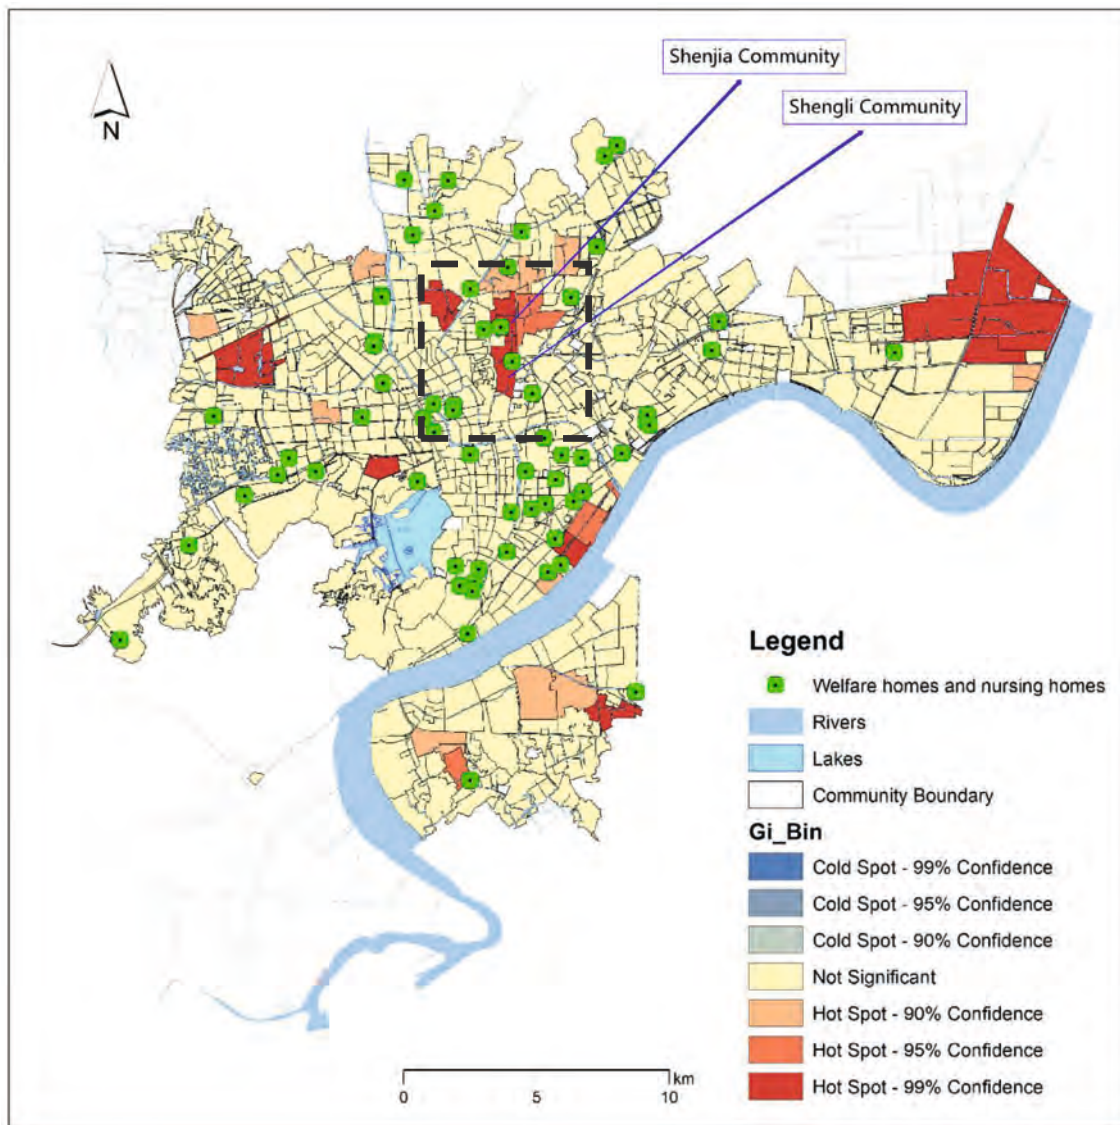 Shenjia Community
Shengli Community
N
Legend
Welfare homes and nursing homes
Rivers
Lakes
Community Boundary
Gi_Bin
Cold Spot - 99% Confidence
Cold Spot - 95% Confidence
Cold Spot - 90% Confidence
Not Significant
Hot Spot - 90% Confidence
Hot Spot - 95% Confidence
Hot Spot - 99% Confidence
km
0 5 10